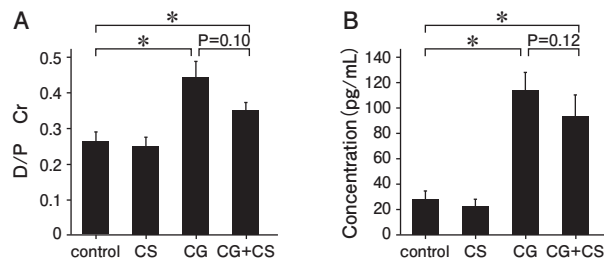 A
*
*
P=0.10
D/P Cr
0.5
0.4
0.3
0.2
0.1
0
control CS CG CG+CS
B
*
*
P=0.12
Concentration (pg/mL)
140
120
100
80
60
40
20
0
control CS CG CG+CS